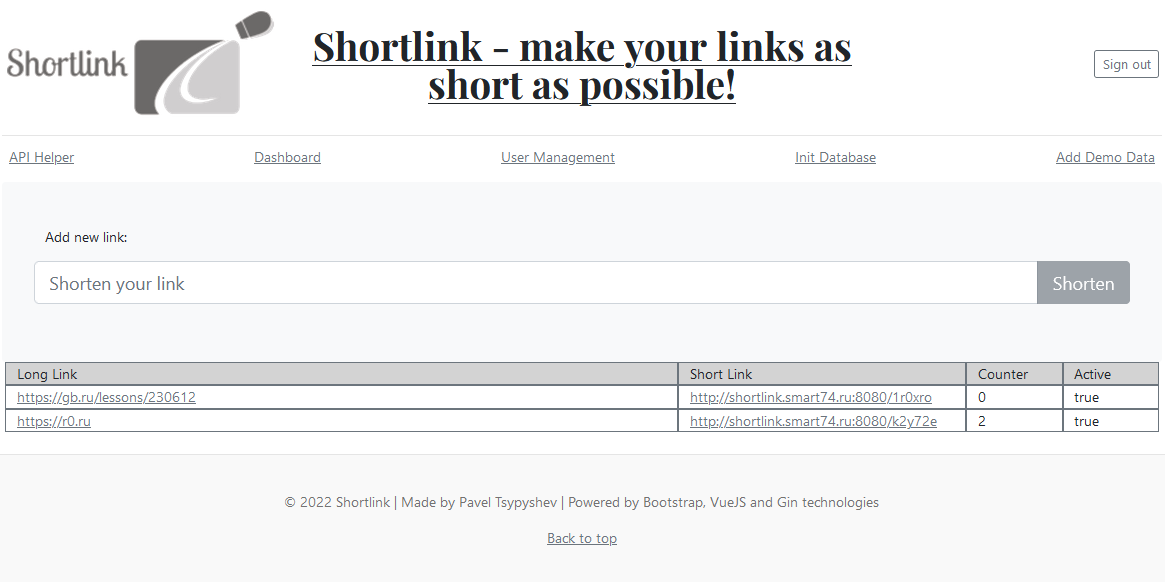 Shortlink
Shortlink - make your links as
short as possible!
Sign out
API Helper
Dashboard
User Management
Init Database
Add Demo Data
Add new link:
Shorten your link
Shorten
Long Link Short Link Counter Active
https://gb.ru/lessons/230612 http://shortlink.smart74.ru:8080/1r0xro 0 true
https://r0.ru http://shortlink.smart74.ru:8080/k2y72e 2 true
© 2022 Shortlink | Made by Pavel Tsypyshev | Powered by Bootstrap, VueJS and Gin technologies
Back to top